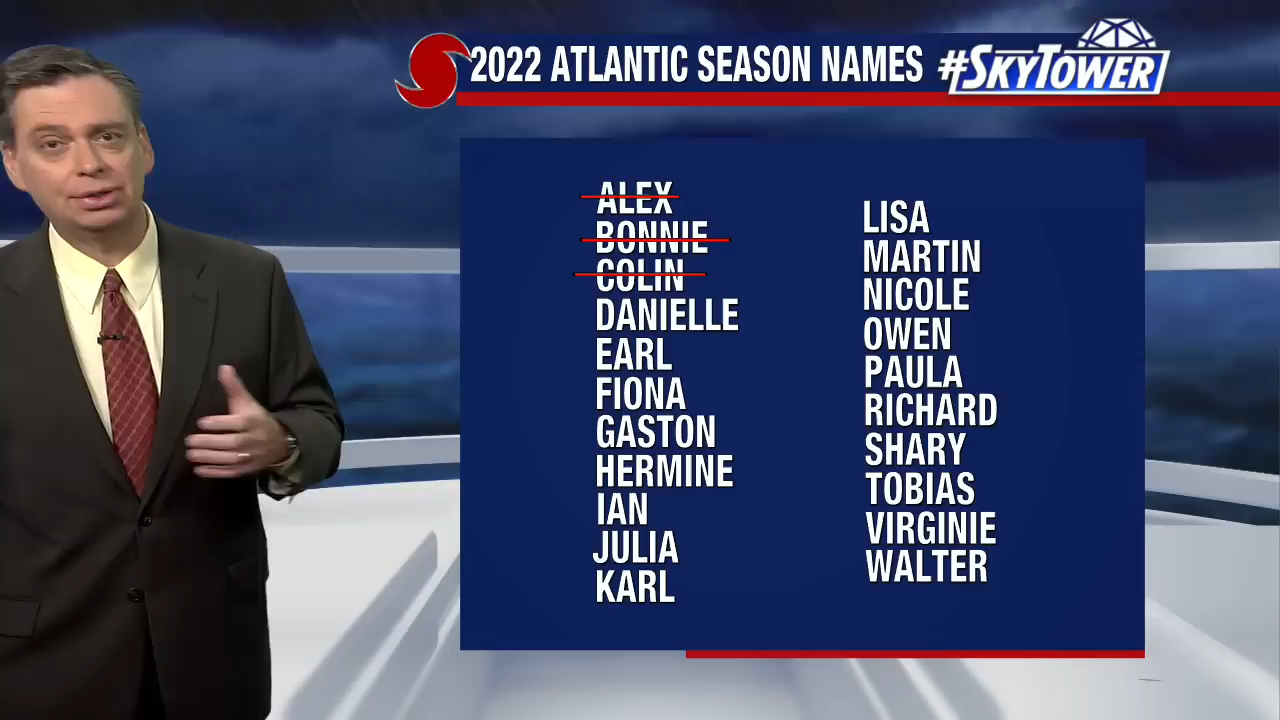 2022 ATLANTIC SEASON NAMES
#SKYTOWER
ALEX
BONNIE
COLIN
DANIELLE
EARL
FIONA
GASTON
HERMINE
IAN
JULIA
KARL
LISA
MARTIN
NICOLE
OWEN
PAULA
RICHARD
SHARY
TOBIAS
VIRGINIE
WALTER